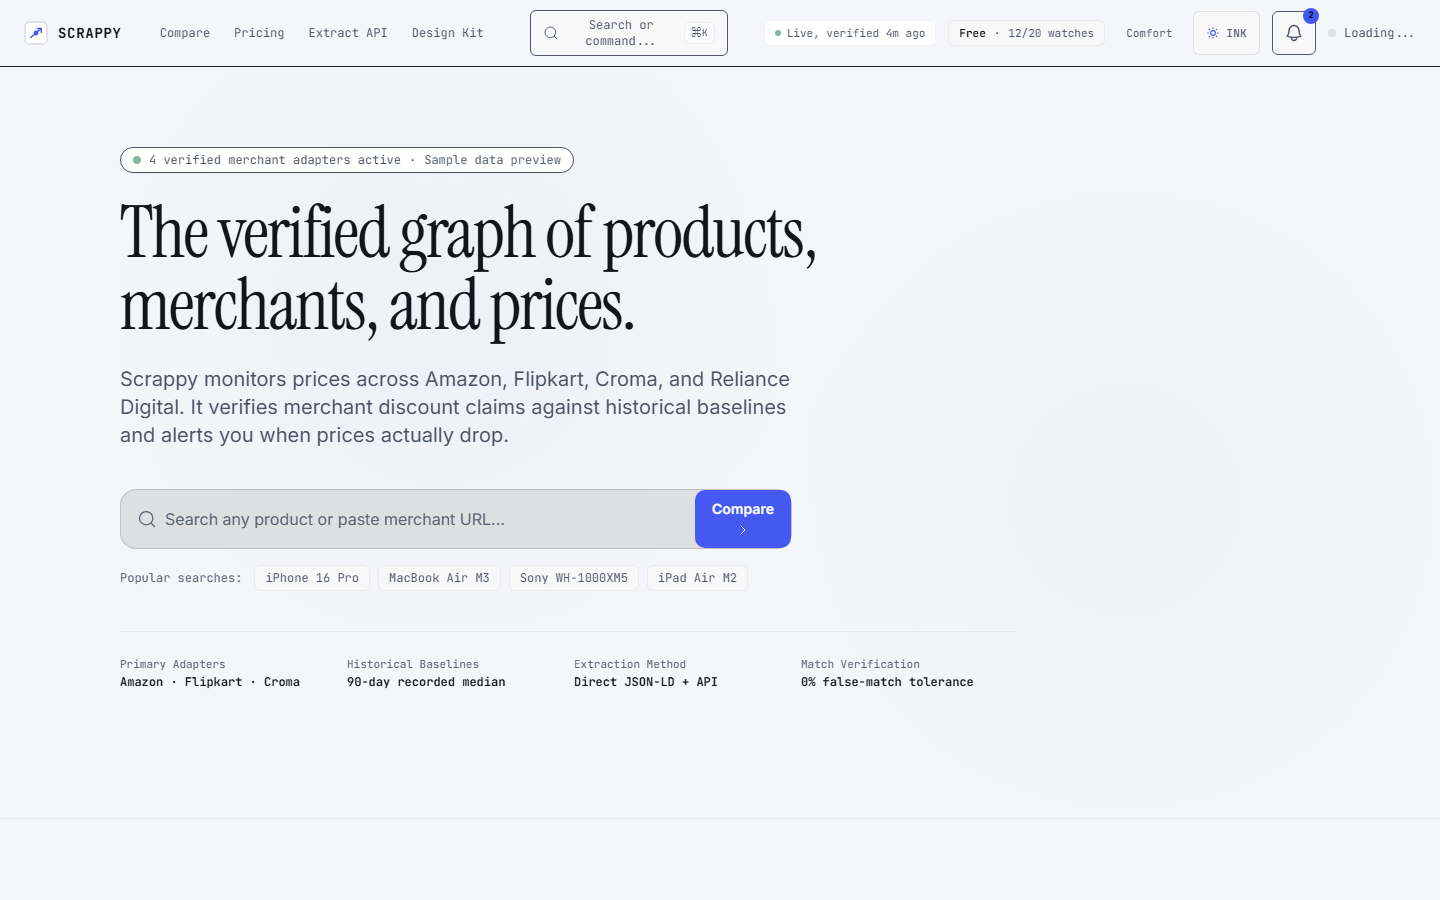 SCRAPPY Compare Pricing Extract API Design Kit Search or command... ⌘K Live, verified 4m ago Free · 12/20 watches Comfort INK 2 Loading...
4 verified merchant adapters active · Sample data preview
The verified graph of products,
merchants, and prices.
Scrappy monitors prices across Amazon, Flipkart, Croma, and Reliance
Digital. It verifies merchant discount claims against historical baselines
and alerts you when prices actually drop.
Search any product or paste merchant URL... Compare
Popular searches: iPhone 16 Pro MacBook Air M3 Sony WH-1000XM5 iPad Air M2
Primary Adapters Historical Baselines Extraction Method Match Verification
Amazon · Flipkart · Croma 90-day recorded median Direct JSON-LD + API 0% false-match tolerance